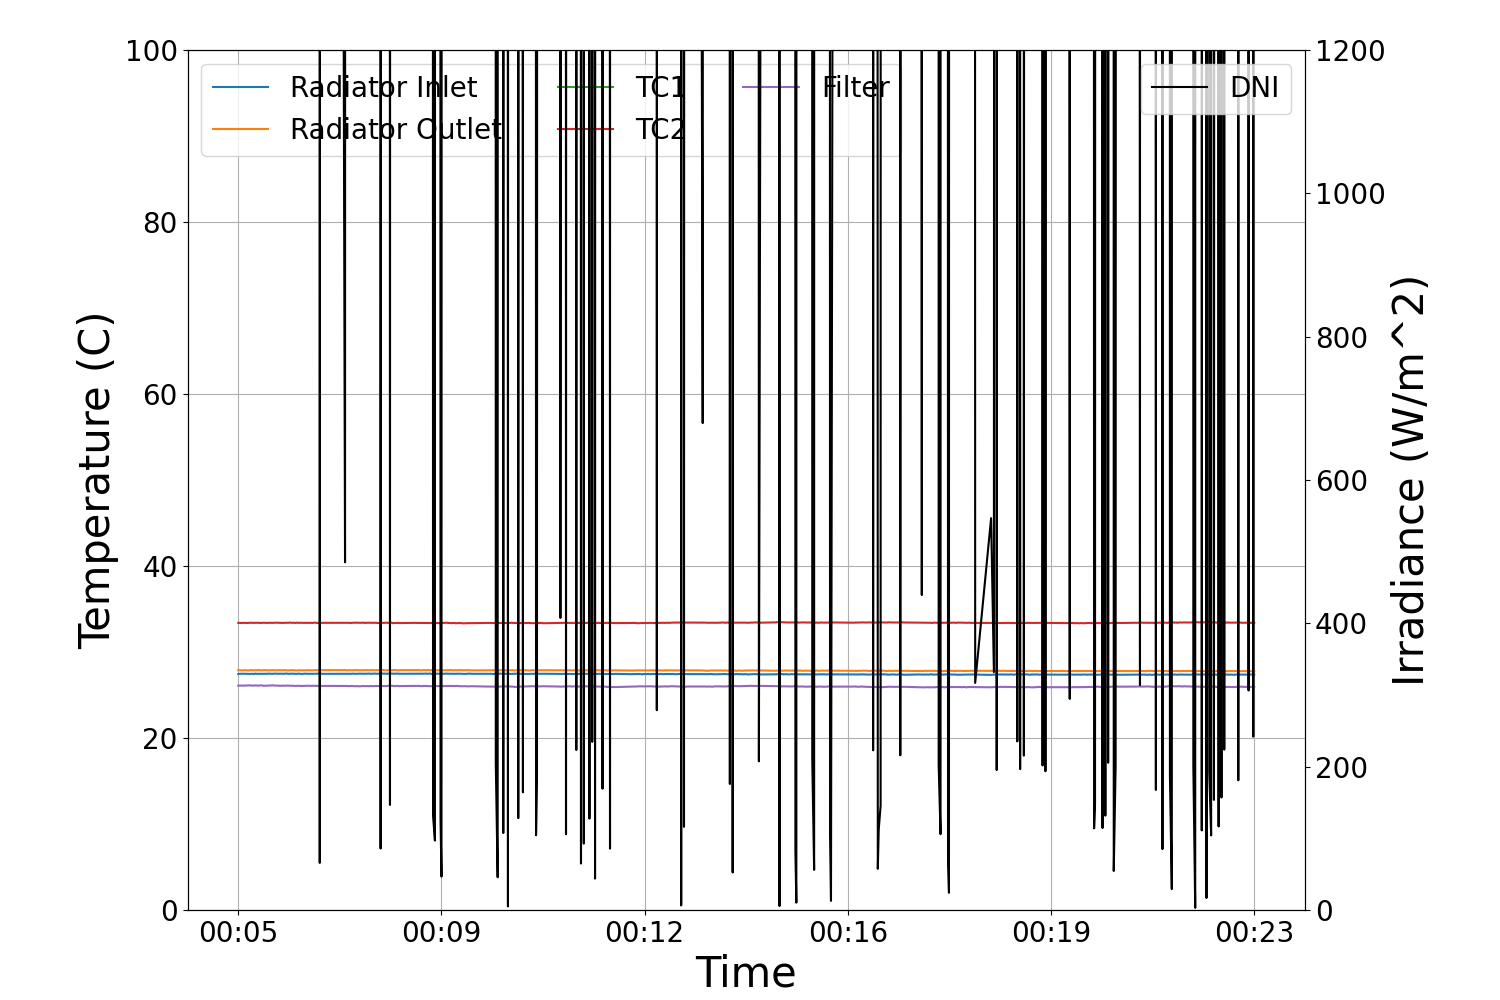 100
80
60
40
20
0
Temperature (C)
Radiator Inlet
Radiator Outlet
TC1
TC2
Filter
DNI
1200
1000
800
600
400
200
0
Irradiance (W/m^2)
00:05
00:09
00:12
00:16
00:19
00:23
Time